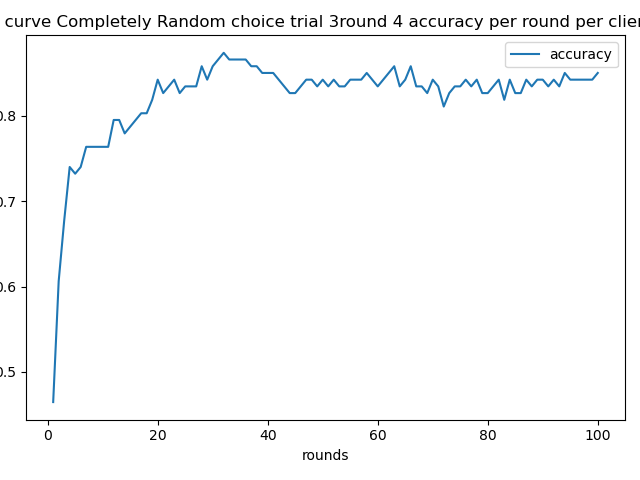 curve Completely Random choice trial 3round 4 accuracy per round per clie
accuracy
0.8
0.7
0.6
0.5
0 20 40 60 80 100
rounds